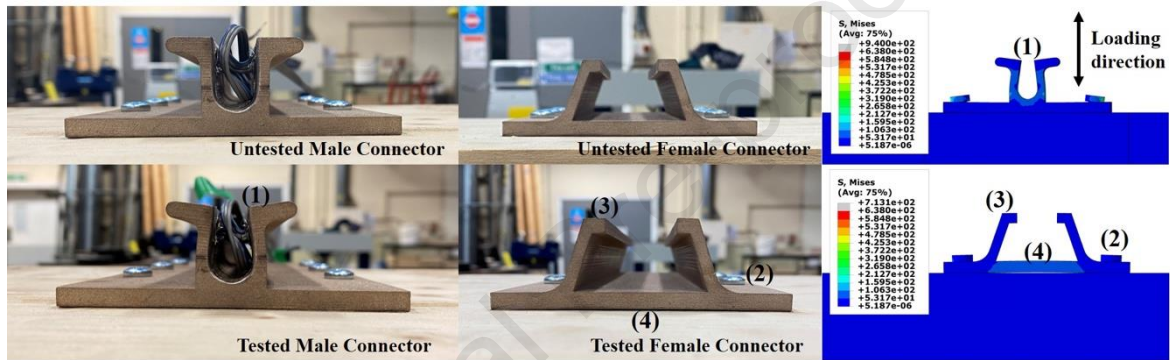 Untested Male Connector
Untested Female Connector
S, Mises
(Avg: 75%)
+9.400e+02
+6.380e+02
+5.848e+02
+5.317e+02
+4.785e+02
+4.253e+02
+3.722e+02
+3.190e+02
+2.658e+02
+2.127e+02
+1.595e+02
+1.063e+02
+5.317e+01
+5.187e-06
(1)
Loading
direction
(1)
Tested Male Connector
(3)
(2)
(4)
Tested Female Connector
S, Mises
(Avg: 75%)
+7.131e+02
+6.380e+02
+5.848e+02
+5.317e+02
+4.785e+02
+4.253e+02
+3.722e+02
+3.190e+02
+2.658e+02
+2.127e+02
+1.595e+02
+1.063e+02
+5.317e+01
+5.187e-06
(3)
(2)
(4)